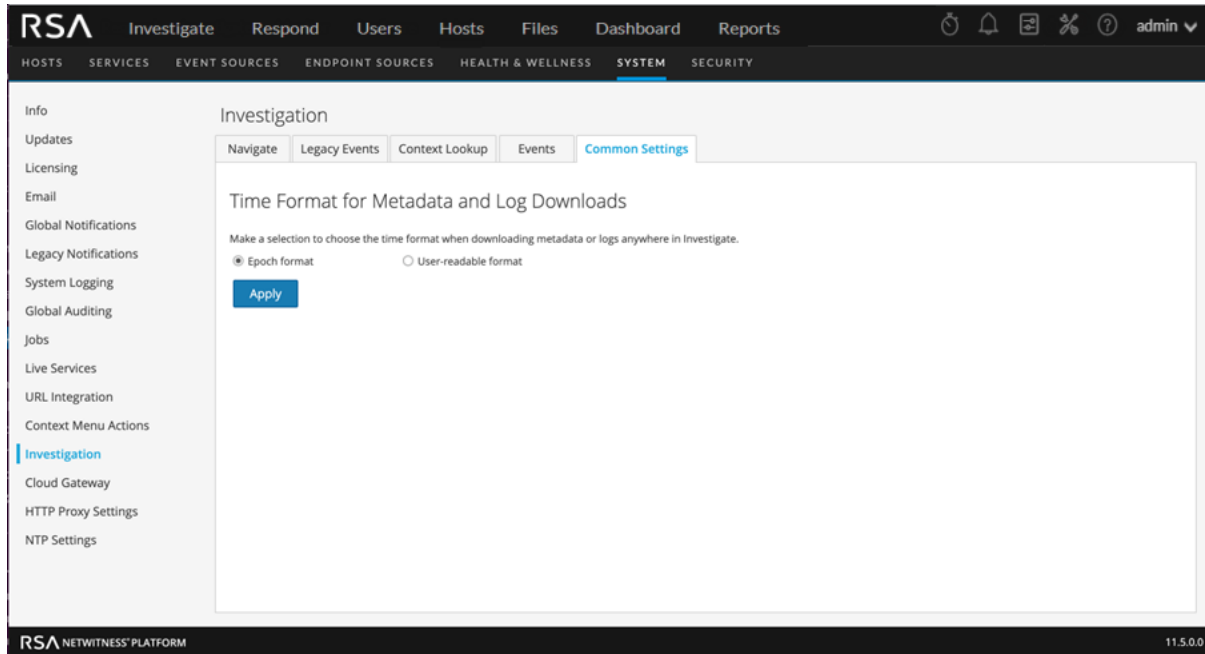 RSA Investigate Respond Users Hosts Files Dashboard Reports admin
HOSTS SERVICES EVENT SOURCES ENDPOINT SOURCES HEALTH & WELLNESS SYSTEM SECURITY
Info
Updates
Licensing
Email
Global Notifications
Legacy Notifications
System Logging
Global Auditing
Jobs
Live Services
URL Integration
Context Menu Actions
Investigation
Cloud Gateway
HTTP Proxy Settings
NTP Settings
Investigation
Navigate Legacy Events Context Lookup Events Common Settings
Time Format for Metadata and Log Downloads
Make a selection to choose the time format when downloading metadata or logs anywhere in Investigate.
Epoch format User-readable format
Apply
RSA NETWITNESS® PLATFORM 11.5.0.0